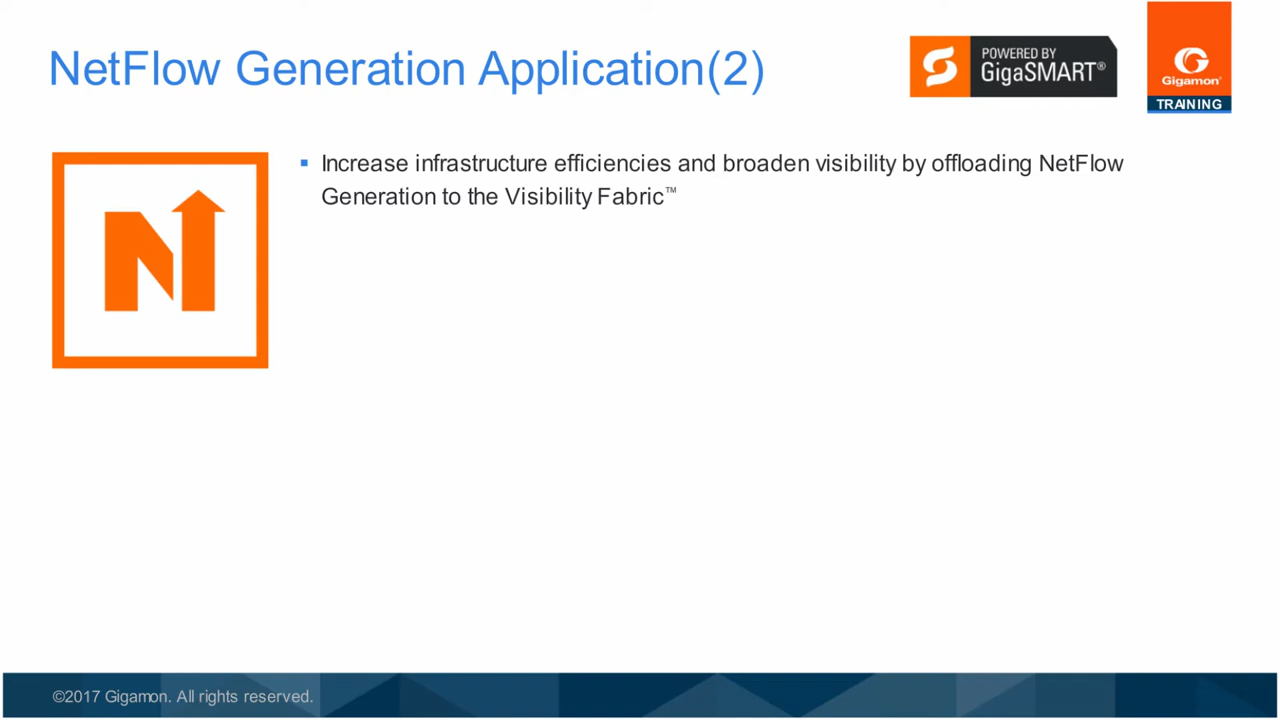 NetFlow Generation Application(2)
POWERED BY
GigaSMART®
Gigamon®
TRAINING
▪ Increase infrastructure efficiencies and broaden visibility by offloading NetFlow
Generation to the Visibility Fabric™
N
©2017 Gigamon. All rights reserved.